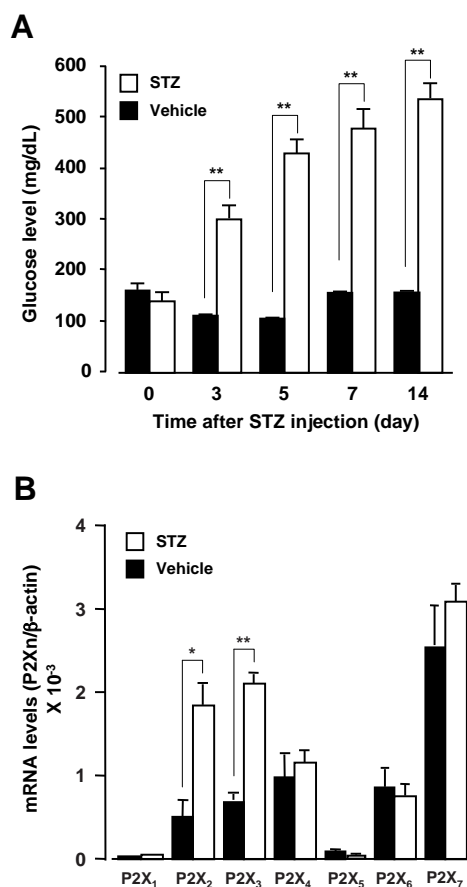 A
600
500
400
300
200
100
0
Glucose level (mg/dL)
STZ
Vehicle
**
**
**
**
0 3 5 7 14
Time after STZ injection (day)
B
4
3
2
1
0
mRNA levels (P2Xn/β-actin)
X 10⁻³
STZ
Vehicle
*
**
P2X₁ P2X₂ P2X₃ P2X₄ P2X₅ P2X₆ P2X₇